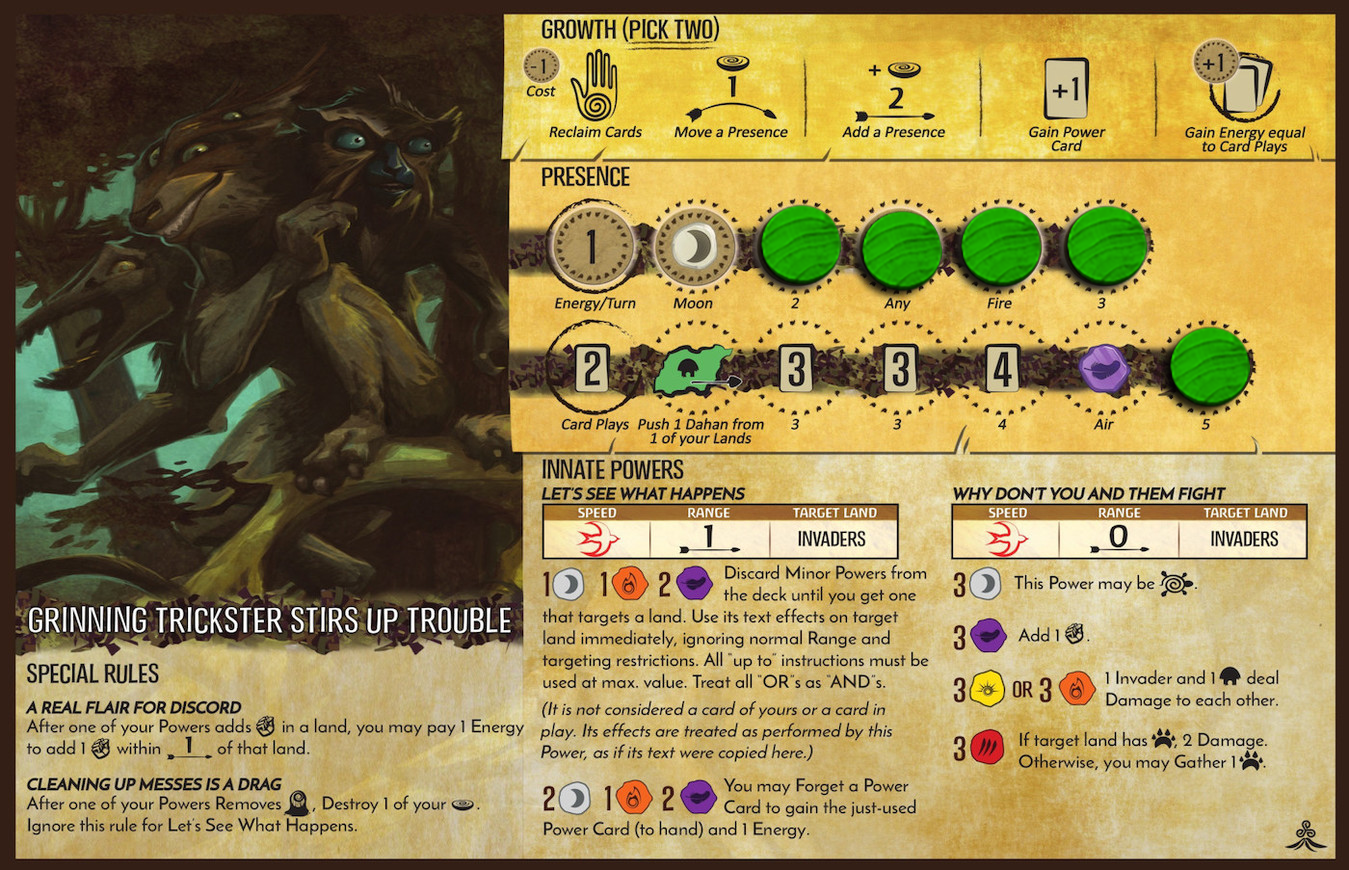 GROWTH (PICK TWO)
-1
Cost
Reclaim Cards
1
Move a Presence
+
2
Add a Presence
+1
Gain Power
Card
+1
Gain Energy equal
to Card Plays
PRESENCE
1
Energy/Turn
Moon
2
Any
Fire
3
2
3
3
4
Card Plays
Push 1 Dahan from
1 of your Lands
3
3
4
Air
5
GRINNING TRICKSTER STIRS UP TROUBLE
SPECIAL RULES
A REAL FLAIR FOR DISCORD
After one of your Powers adds in a land, you may pay 1 Energy
to add 1 within 1 of that land.
CLEANING UP MESSES IS A DRAG
After one of your Powers Removes , Destroy 1 of your .
Ignore this rule for Let's See What Happens.
INNATE POWERS
LET'S SEE WHAT HAPPENS
SPEED RANGE TARGET LAND
1 INVADERS
1 1 2 Discard Minor Powers from
the deck until you get one
that targets a land. Use its text effects on target
land immediately, ignoring normal Range and
targeting restrictions. All "up to" instructions must be
used at max. value. Treat all "OR"s as "AND"s.
(It is not considered a card of yours or a card in
play. Its effects are treated as performed by this
Power, as if its text were copied here.)
2 1 2 You may Forget a Power
Card to gain the just-used
Power Card (to hand) and 1 Energy.
WHY DON'T YOU AND THEM FIGHT
SPEED RANGE TARGET LAND
0 INVADERS
3 This Power may be .
3 Add 1 .
3 OR 3 1 Invader and 1 deal
Damage to each other.
3 If target land has , 2 Damage.
Otherwise, you may Gather 1 .